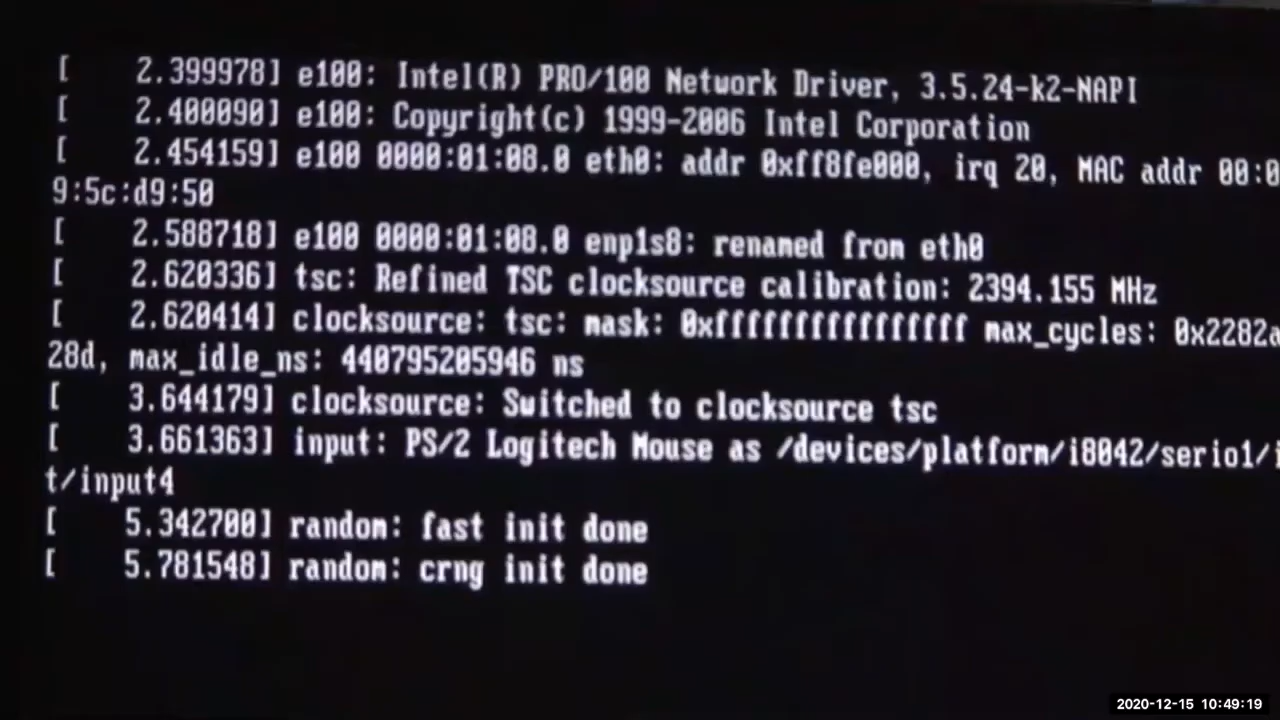 [    2.399978] e100: Intel(R) PRO/100 Network Driver, 3.5.24-k2-NAPI
[    2.400090] e100: Copyright(c) 1999-2006 Intel Corporation
[    2.454159] e100 0000:01:08.0 eth0: addr 0xff8fe000, irq 20, MAC addr 00:0
9:5c:d9:50
[    2.588718] e100 0000:01:08.0 enp1s8: renamed from eth0
[    2.620336] tsc: Refined TSC clocksource calibration: 2394.155 MHz
[    2.620414] clocksource: tsc: mask: 0xffffffffffffffff max_cycles: 0x2282a
28d, max_idle_ns: 440795205946 ns
[    3.644179] clocksource: Switched to clocksource tsc
[    3.661363] input: PS/2 Logitech Mouse as /devices/platform/i8042/serio1/i
t/input4
[    5.342700] random: fast init done
[    5.781548] random: crng init done
2020-12-15 10:49:19